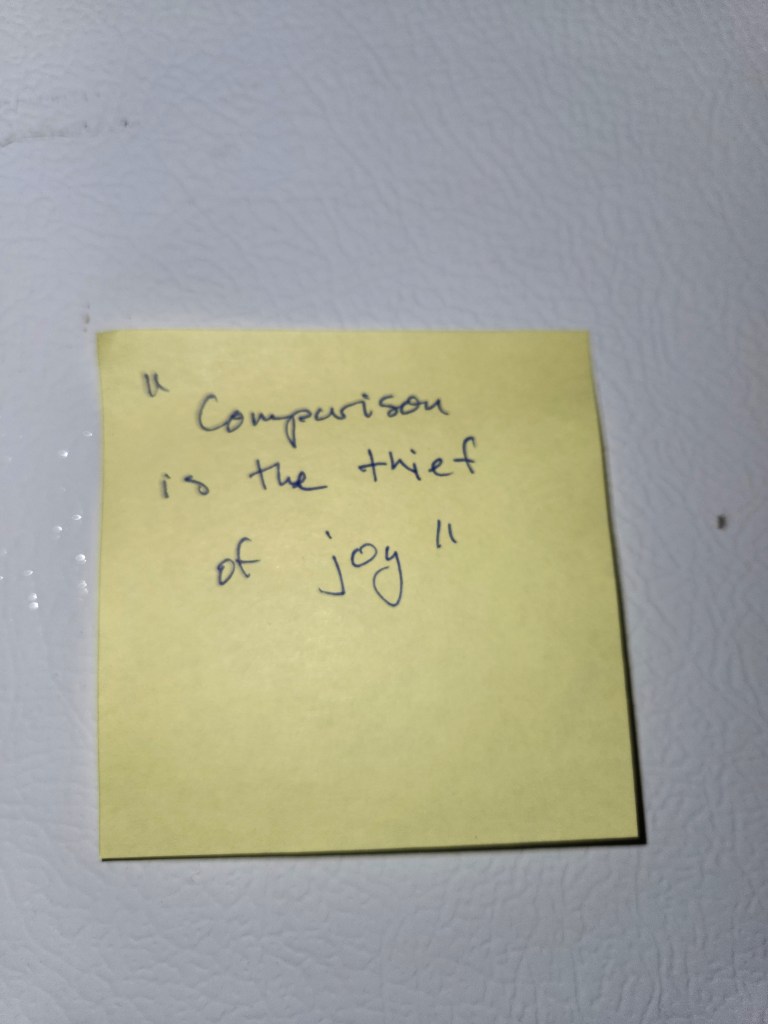 "Comparison
is the thief
of joy"